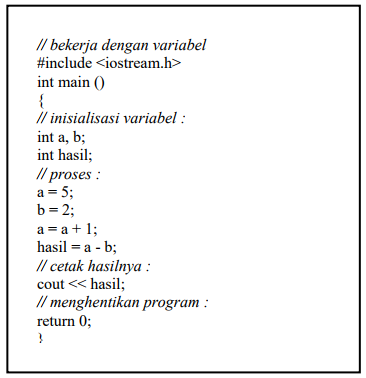 // bekerja dengan variabel
#include <iostream.h>
int main ()
{
// inisialisasi variabel :
int a, b;
int hasil;
// proses :
a = 5;
b = 2;
a = a + 1;
hasil = a - b;
// cetak hasilnya :
cout << hasil;
// menghentikan program :
return 0;
}